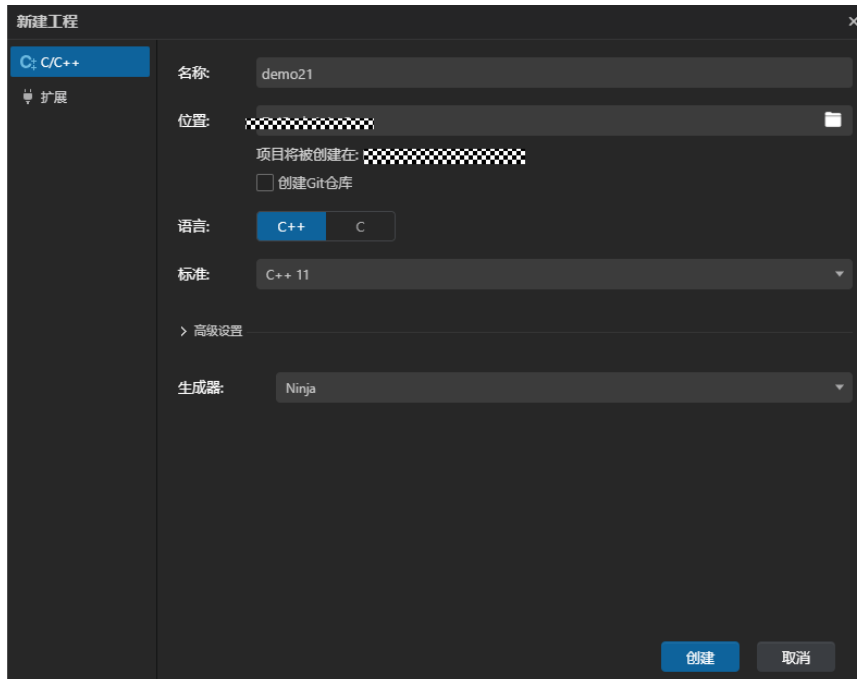 新建工程
C/C++
扩展
名称:
demo21
位置:
项目将被创建在:
创建Git仓库
语言:
C++
C
标准:
C++ 11
高级设置
生成器:
Ninja
创建
取消